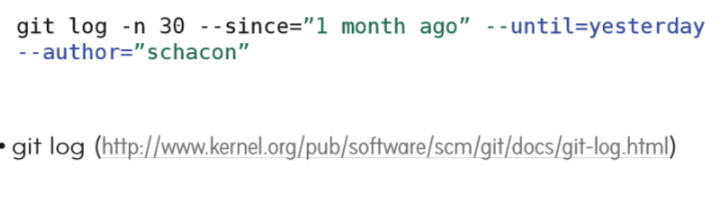 git log -n 30 --since=”1 month ago” --until=yesterday
--author=”schacon”
• git log (http://www.kernel.org/pub/software/scm/git/docs/git-log.html)